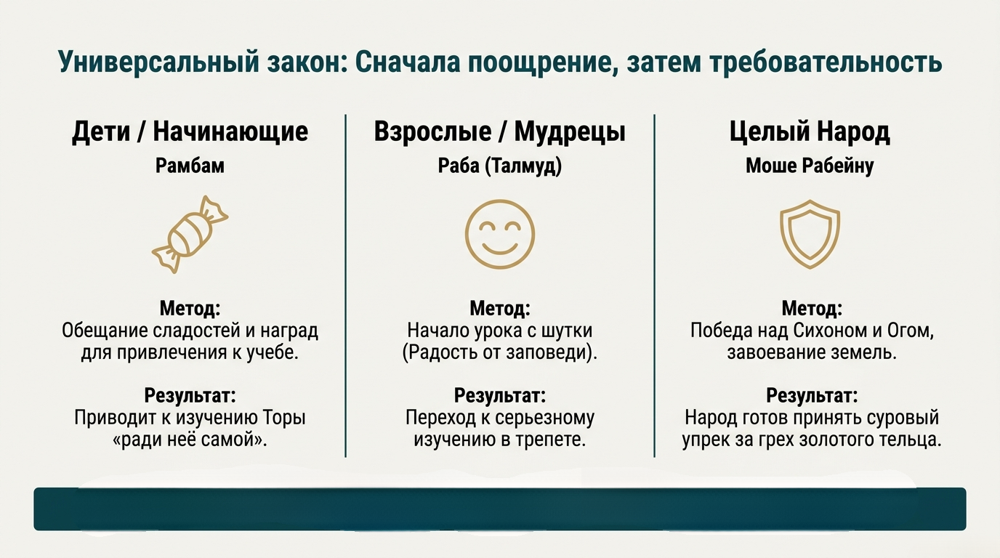 Универсальный закон: Сначала поощрение, затем требовательность
Дети / Начинающие
Рамбам
Метод:
Обещание сладостей и наград
для привлечения к учебе.
Результат:
Приводит к изучению Торы
«ради неё самой».
Взрослые / Мудрецы
Раба (Талмуд)
Метод:
Начало урока с шутки
(Радость от заповеди).
Результат:
Переход к серьезному
изучению в трепете.
Целый Народ
Моше Рабейну
Метод:
Победа над Сихоном и Огом,
завоевание земель.
Результат:
Народ готов принять суровый
упрек за грех золотого тельца.